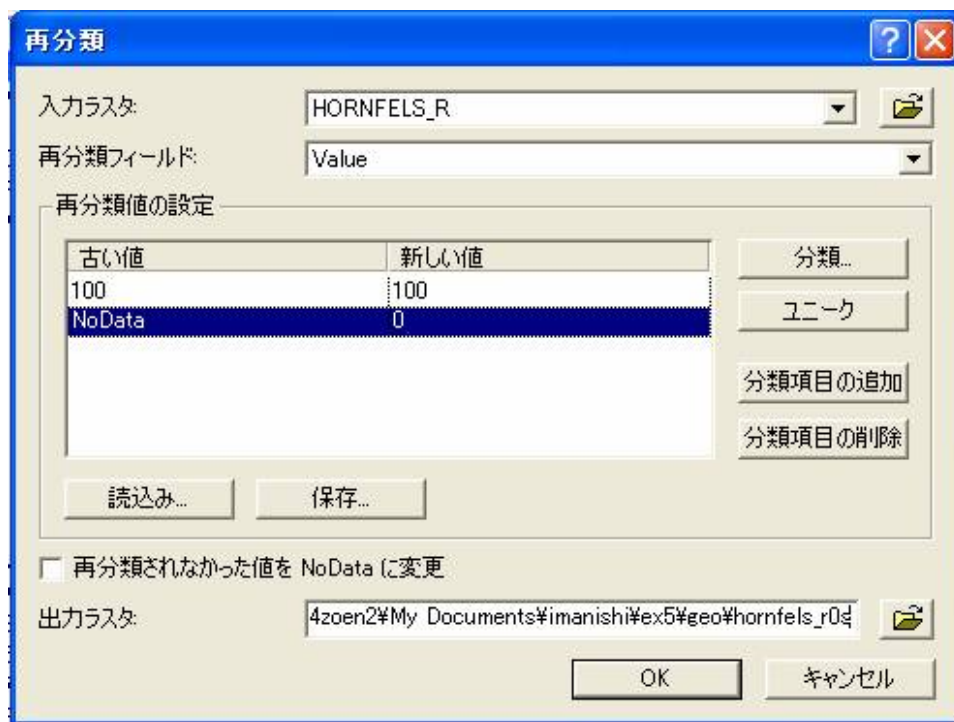 再分類
入力ラスタ:
HORNFELS_R
再分類フィールド:
Value
再分類値の設定
古い値 新しい値
100 100
NoData 0
分類...
ユニーク
分類項目の追加
分類項目の削除
読込み... 保存...
再分類されなかった値を NoData に変更
出力ラスタ:
4zoen2¥My Documents¥imanishi¥ex5¥geo¥hornfels_r0s
OK キャンセル